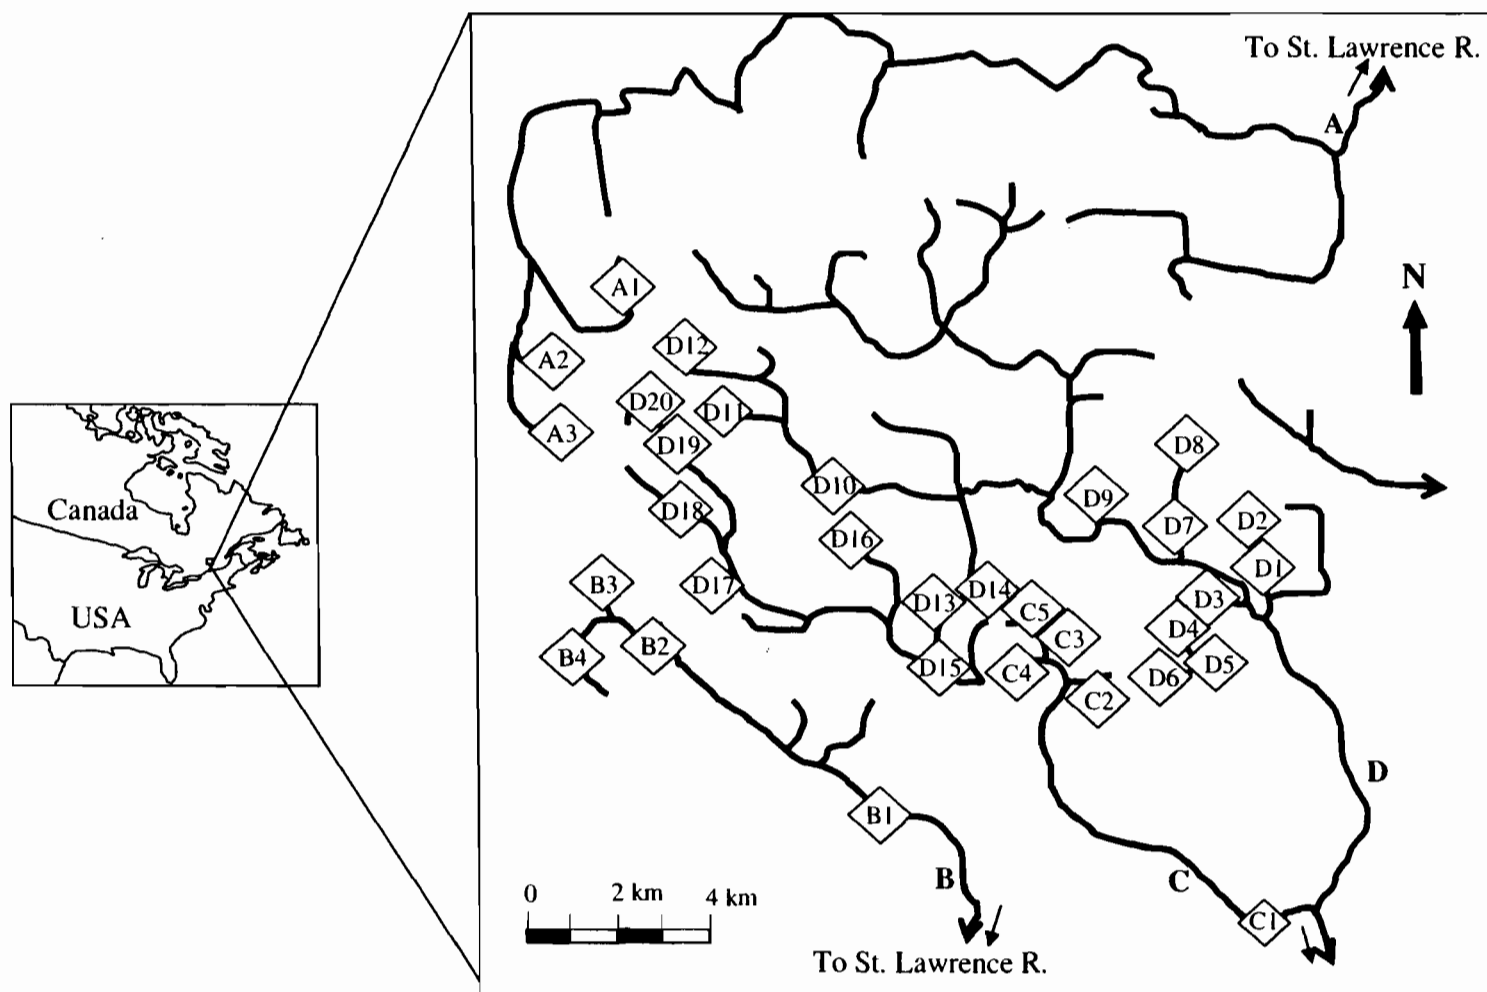 To St. Lawrence R.
A
N
A1
A2
D12
D20
D11
A3
D19
D8
D10
D9
D18
D7
D2
D16
D1
Canada
USA
B3
D17
D13
D14
C5
D3
B4
B2
D15
C4
C3
D4
D6
D5
C2
D
B1
B
C
C1
0 2 km 4 km
To St. Lawrence R.